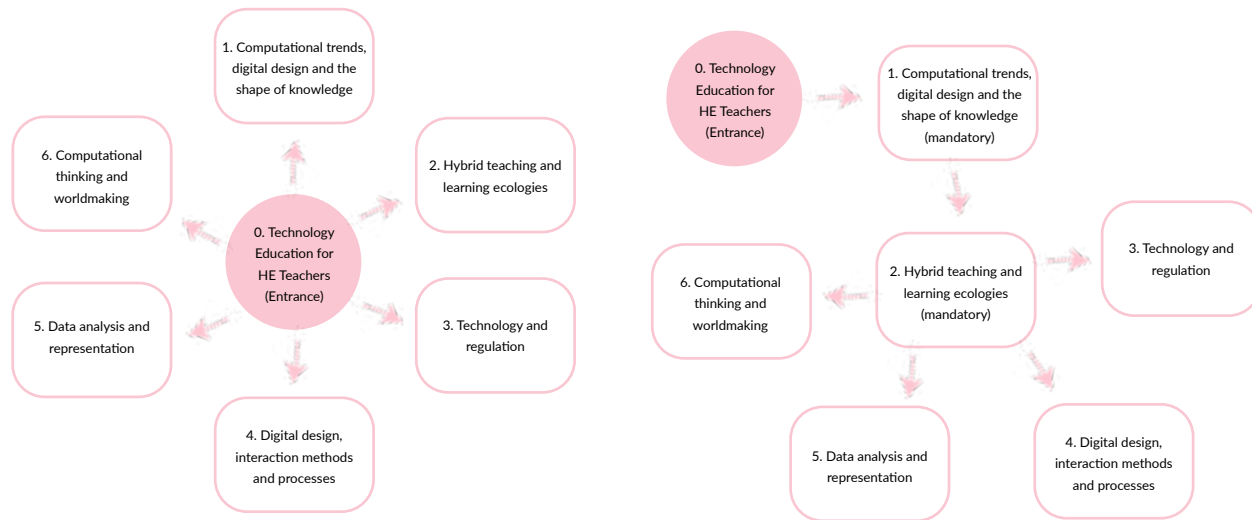 1. Computational trends,
digital design and the
shape of knowledge
6. Computational
thinking and
worldmaking
2. Hybrid teaching and
learning ecologies
0. Technology
Education for
HE Teachers
(Entrance)
5. Data analysis and
representation
3. Technology and
regulation
4. Digital design,
interaction methods
and processes
0. Technology
Education for
HE Teachers
(Entrance)
1. Computational trends,
digital design and the
shape of knowledge
(mandatory)
2. Hybrid teaching and
learning ecologies
(mandatory)
3. Technology and
regulation
6. Computational
thinking and
worldmaking
5. Data analysis and
representation
4. Digital design,
interaction methods
and processes